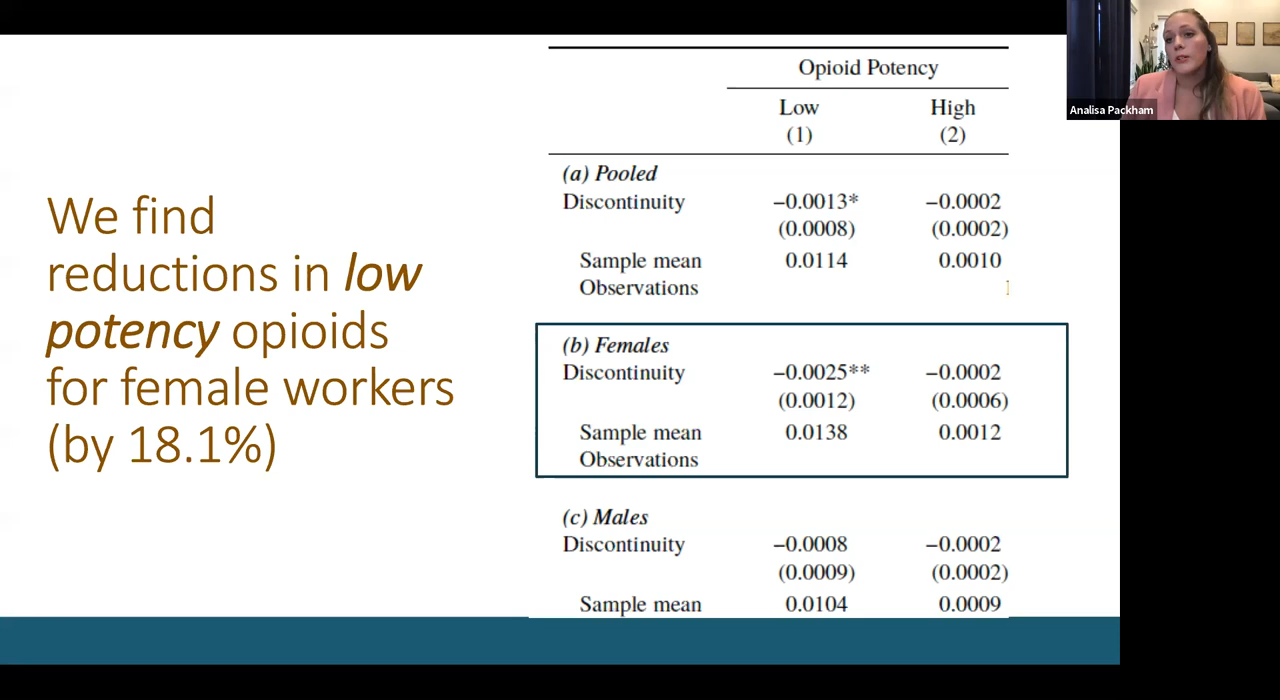 We find
reductions in low
potency opioids
for female workers
(by 18.1%)
Opioid Potency
Low High
(1) (2)
(a) Pooled
Discontinuity −0.0013* −0.0002
(0.0008) (0.0002)
Sample mean 0.0114 0.0010
Observations
(b) Females
Discontinuity −0.0025** −0.0002
(0.0012) (0.0006)
Sample mean 0.0138 0.0012
Observations
(c) Males
Discontinuity −0.0008 −0.0002
(0.0009) (0.0002)
Sample mean 0.0104 0.0009
Analisa Packham